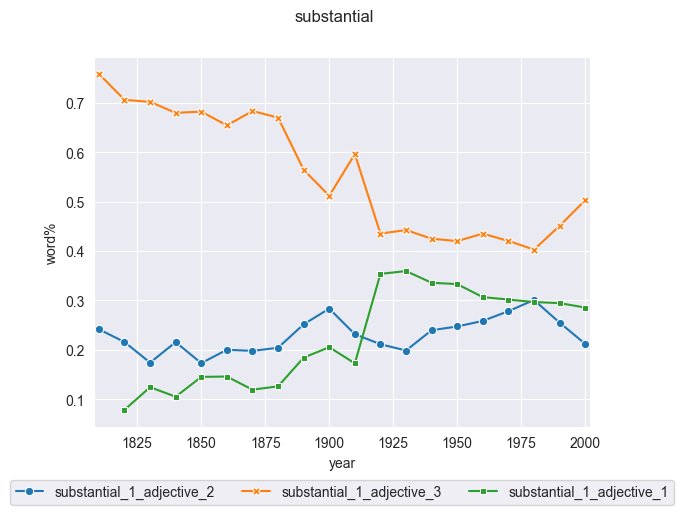 substantial
word%
0.7
0.6
0.5
0.4
0.3
0.2
0.1
1825 1850 1875 1900 1925 1950 1975 2000
year
substantial_1_adjective_2 substantial_1_adjective_3 substantial_1_adjective_1